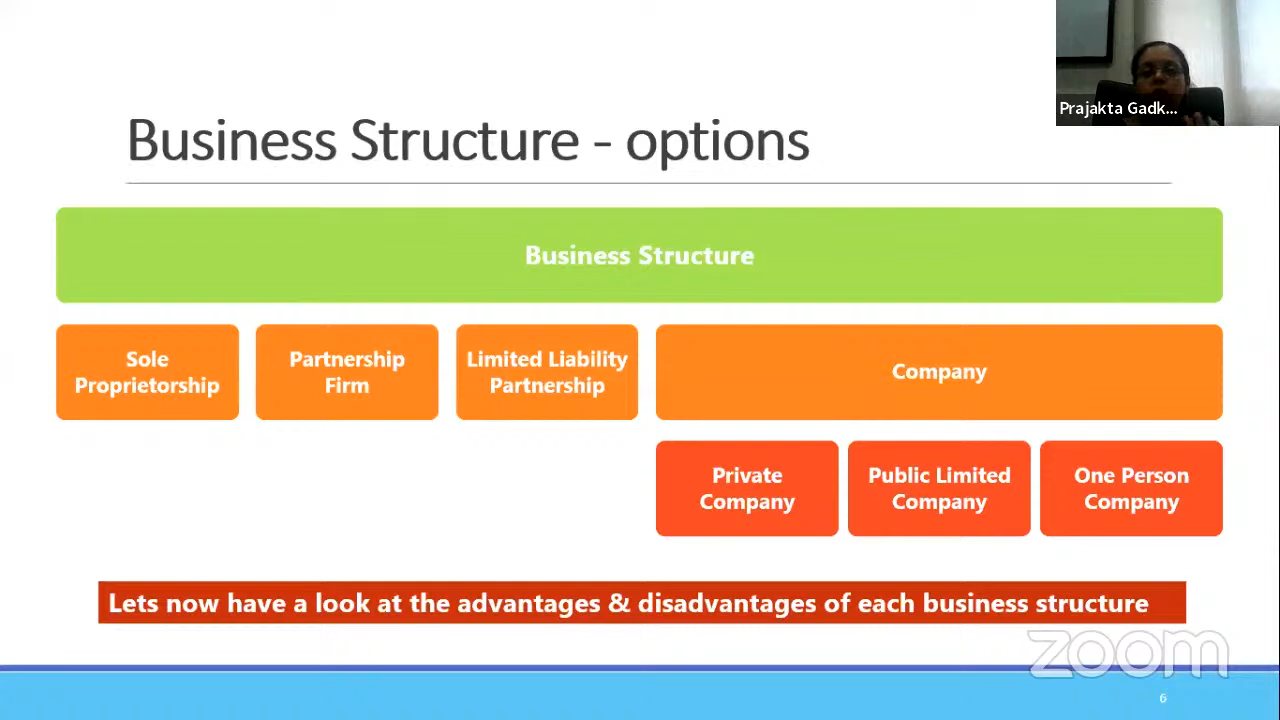 Prajakta Gadk...
Business Structure - options
Business Structure
Sole
Proprietorship
Partnership
Firm
Limited Liability
Partnership
Company
Private
Company
Public Limited
Company
One Person
Company
Lets now have a look at the advantages & disadvantages of each business structure
zoom
6